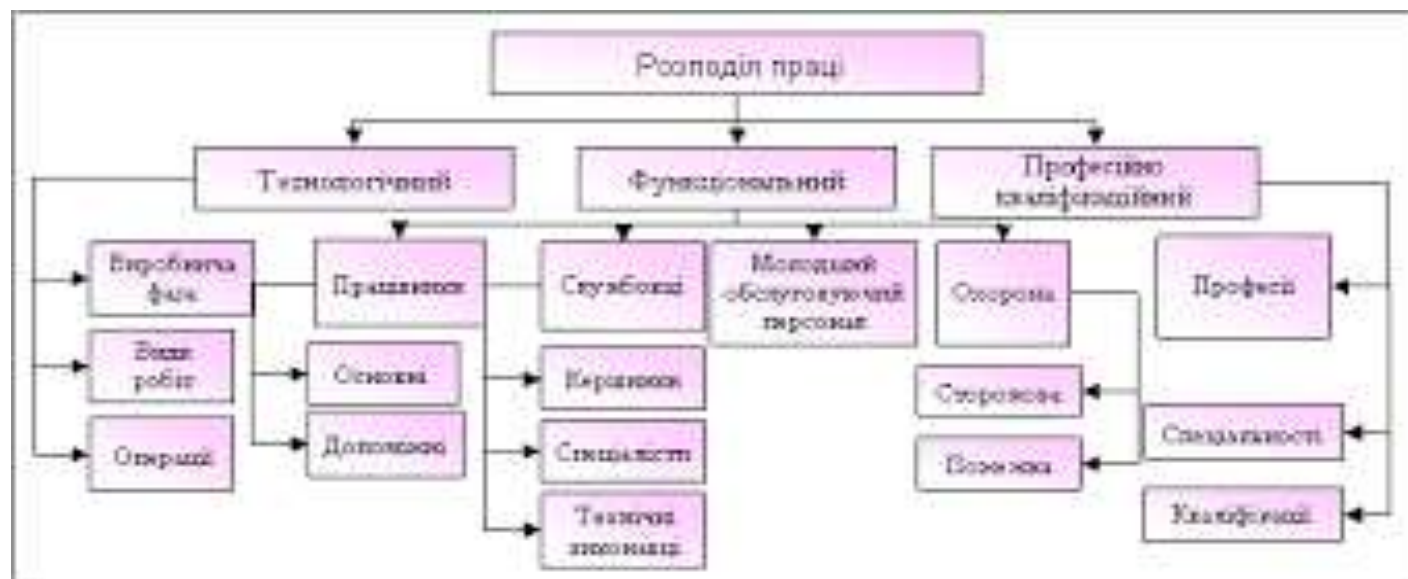 Розподіл праці
Технологічний
Функціональний
Професійно
кваліфікаційний
Виробнича
фаза
Працівники
Службовці
Молодший
обслуговуючий
персонал
Охорона
Професії
Види
робіт
Основні
Керівники
Сторожова
Спеціальності
Операції
Допоміжні
Спеціалісти
Пожежна
Кваліфікації
Технічні
виконавці